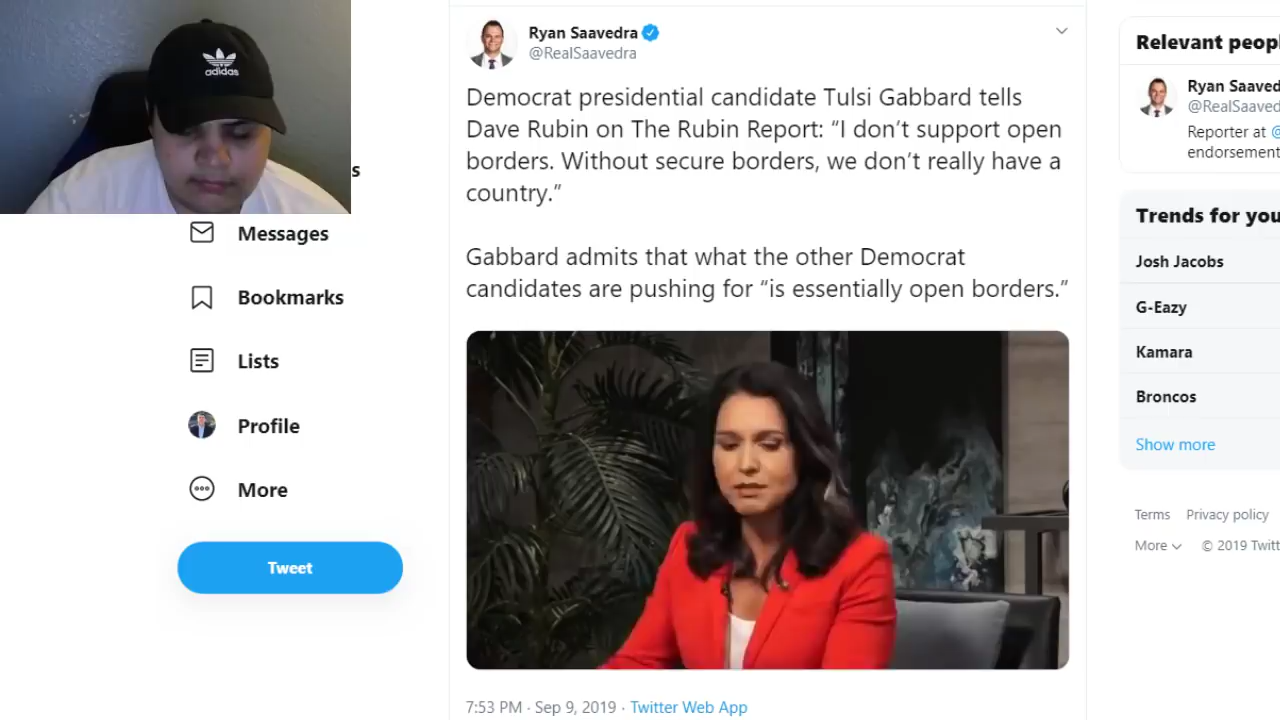 adidas
s
Messages
Bookmarks
Lists
Profile
More
Tweet
Ryan Saavedra
@RealSaavedra
Democrat presidential candidate Tulsi Gabbard tells
Dave Rubin on The Rubin Report: “I don’t support open
borders. Without secure borders, we don’t really have a
country.”
Gabbard admits that what the other Democrat
candidates are pushing for “is essentially open borders.”
7:53 PM · Sep 9, 2019 · Twitter Web App
Relevant peopl
Ryan Saaved
@RealSaaved
Reporter at @
endorsement
Trends for you
Josh Jacobs
G-Eazy
Kamara
Broncos
Show more
Terms Privacy policy
More © 2019 Twitt